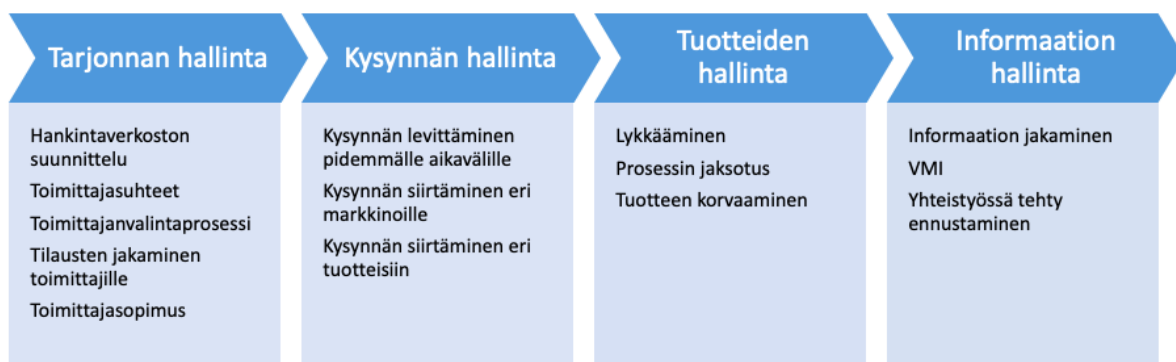 Tarjonnan hallinta
Hankintaverkoston
suunnittelu
Toimittajasuhteet
Toimittajanvalintaprosessi
Tilausten jakaminen
toimittajille
Toimittajasopimus
Kysynnän hallinta
Kysynnän levittäminen
pidemmälle aikavälille
Kysynnän siirtäminen eri
markkinoille
Kysynnän siirtäminen eri
tuotteisiin
Tuotteiden
hallinta
Lykkääminen
Prosessin jaksotus
Tuotteen korvaaminen
Informaation
hallinta
Informaation jakaminen
VMI
Yhteistyössä tehty
ennustaminen